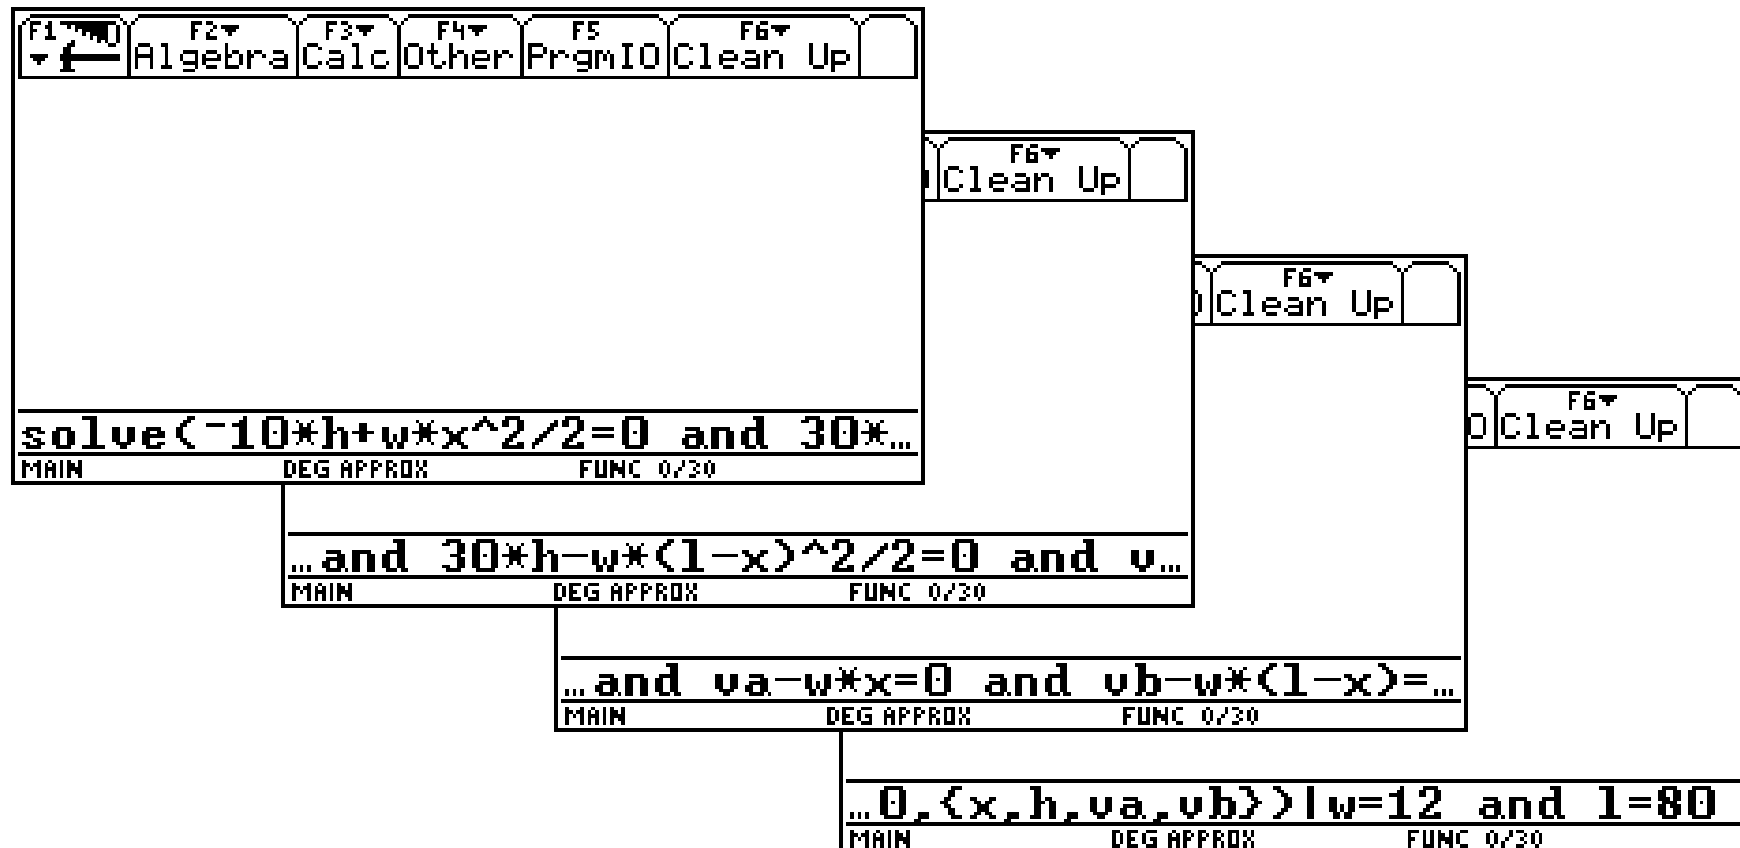 F1 F2 F3 F4 F5 F6
Algebra Calc Other PrgmIO Clean Up
solve(⁻10*h+w*x^2/2=0 and 30*…
MAIN DEG APPROX FUNC 0/30
F6
Clean Up
…and 30*h-w*(l-x)^2/2=0 and v…
MAIN DEG APPROX FUNC 0/30
F6
Clean Up
…and va-w*x=0 and vb-w*(l-x)=…
MAIN DEG APPROX FUNC 0/30
F6
Clean Up
…0,{x,h,va,vb})|w=12 and l=80
MAIN DEG APPROX FUNC 0/30